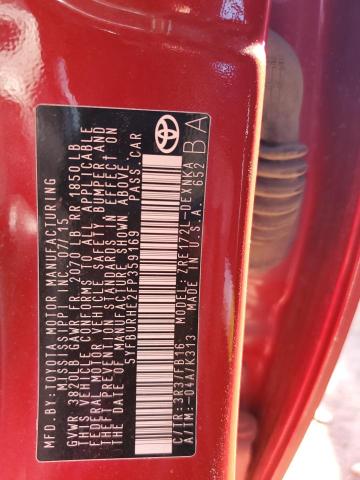 MFD. BY: TOYOTA MOTOR MANUFACTURING
MISSISSIPPI INC. 07/15
GVWR 3820LB GAWR FR. 2070 LB RR 1850LB
THIS VEHICLE CONFORMS TO ALL APPLICABLE
FEDERAL MOTOR VEHICLE SAFETY, BUMPER AND
THEFT PREVENTION STANDARDS IN EFFECT ON
THE DATE OF MANUFACTURE SHOWN ABOVE.
5YFBURHE2FP359169 PASS. CAR
C/TR: 3R3/FB16 MODEL: ZRE172L-DEXNKA
A/TM: -04A/K313 MADE IN U.S.A. 652
BA